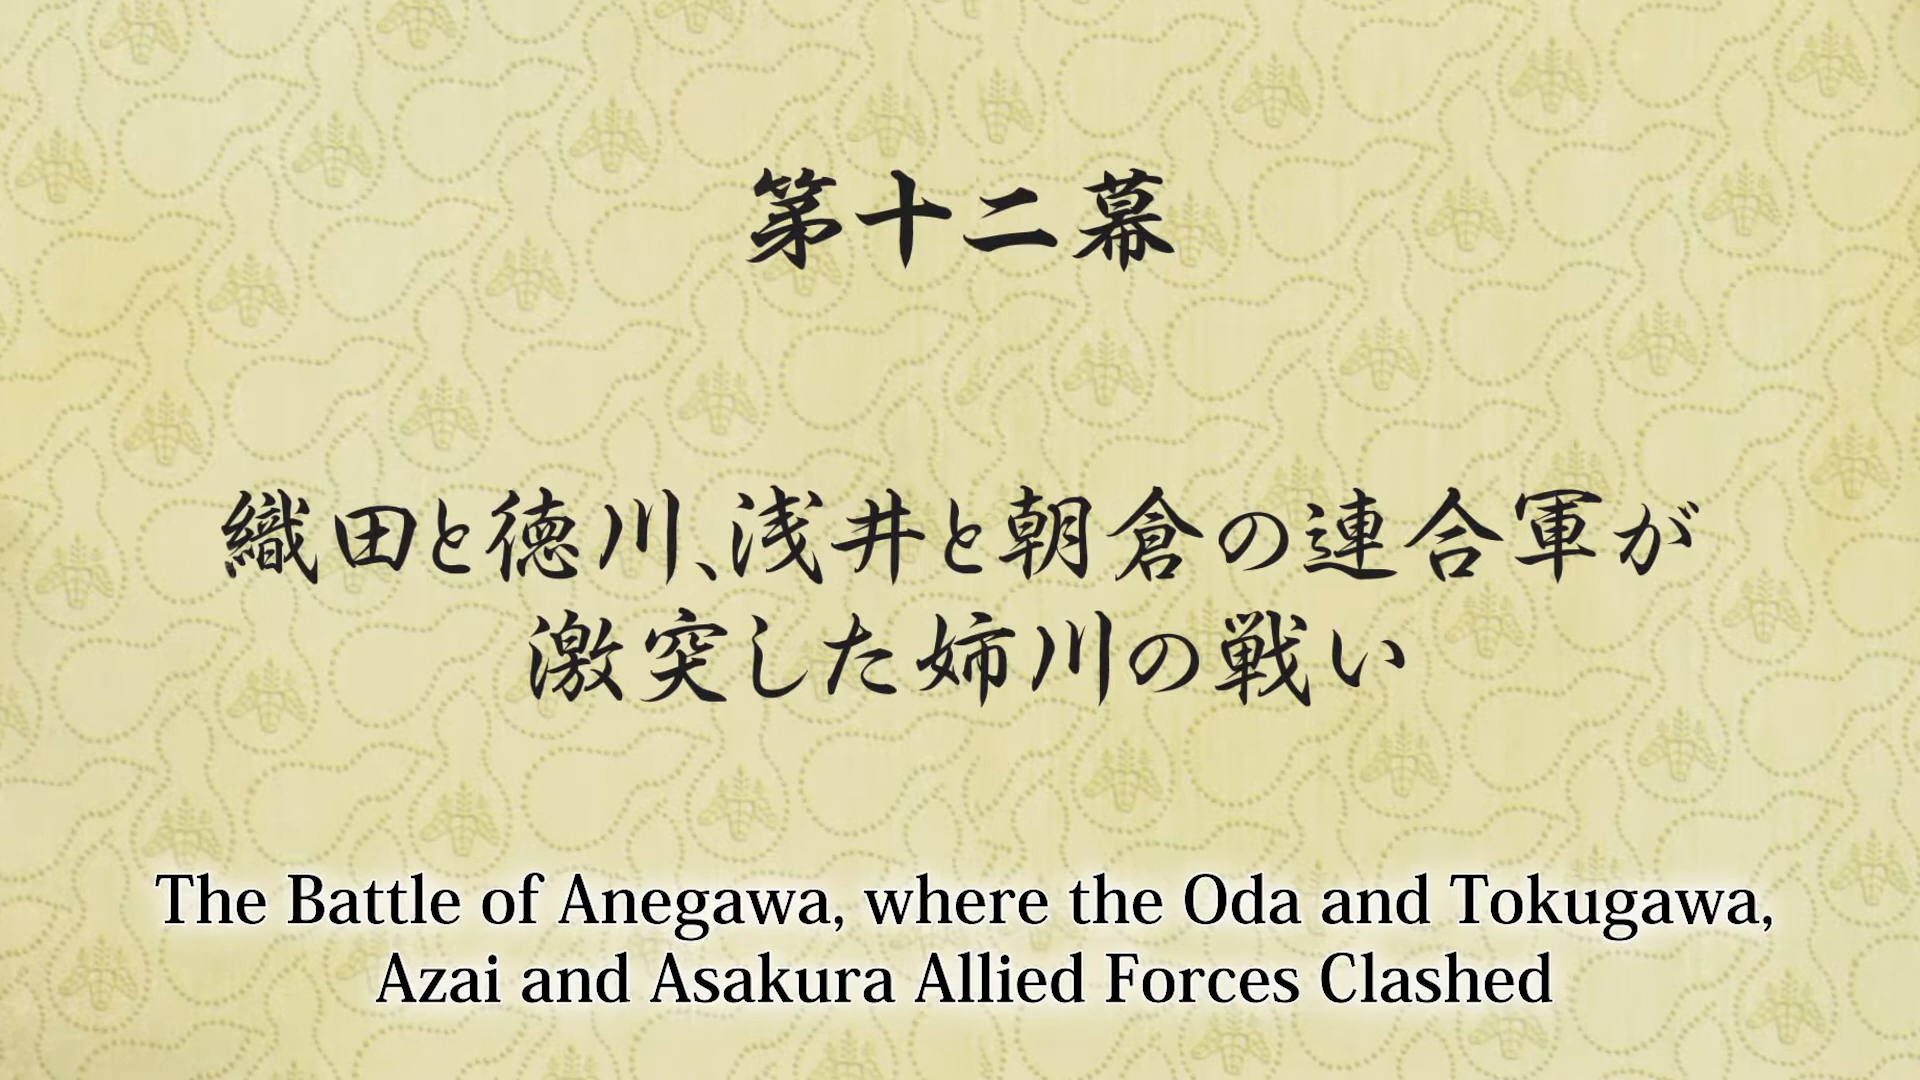 第十二幕
織田と徳川、浅井と朝倉の連合軍が
激突した姉川の戦い
The Battle of Anegawa, where the Oda and Tokugawa,
Azai and Asakura Allied Forces Clashed